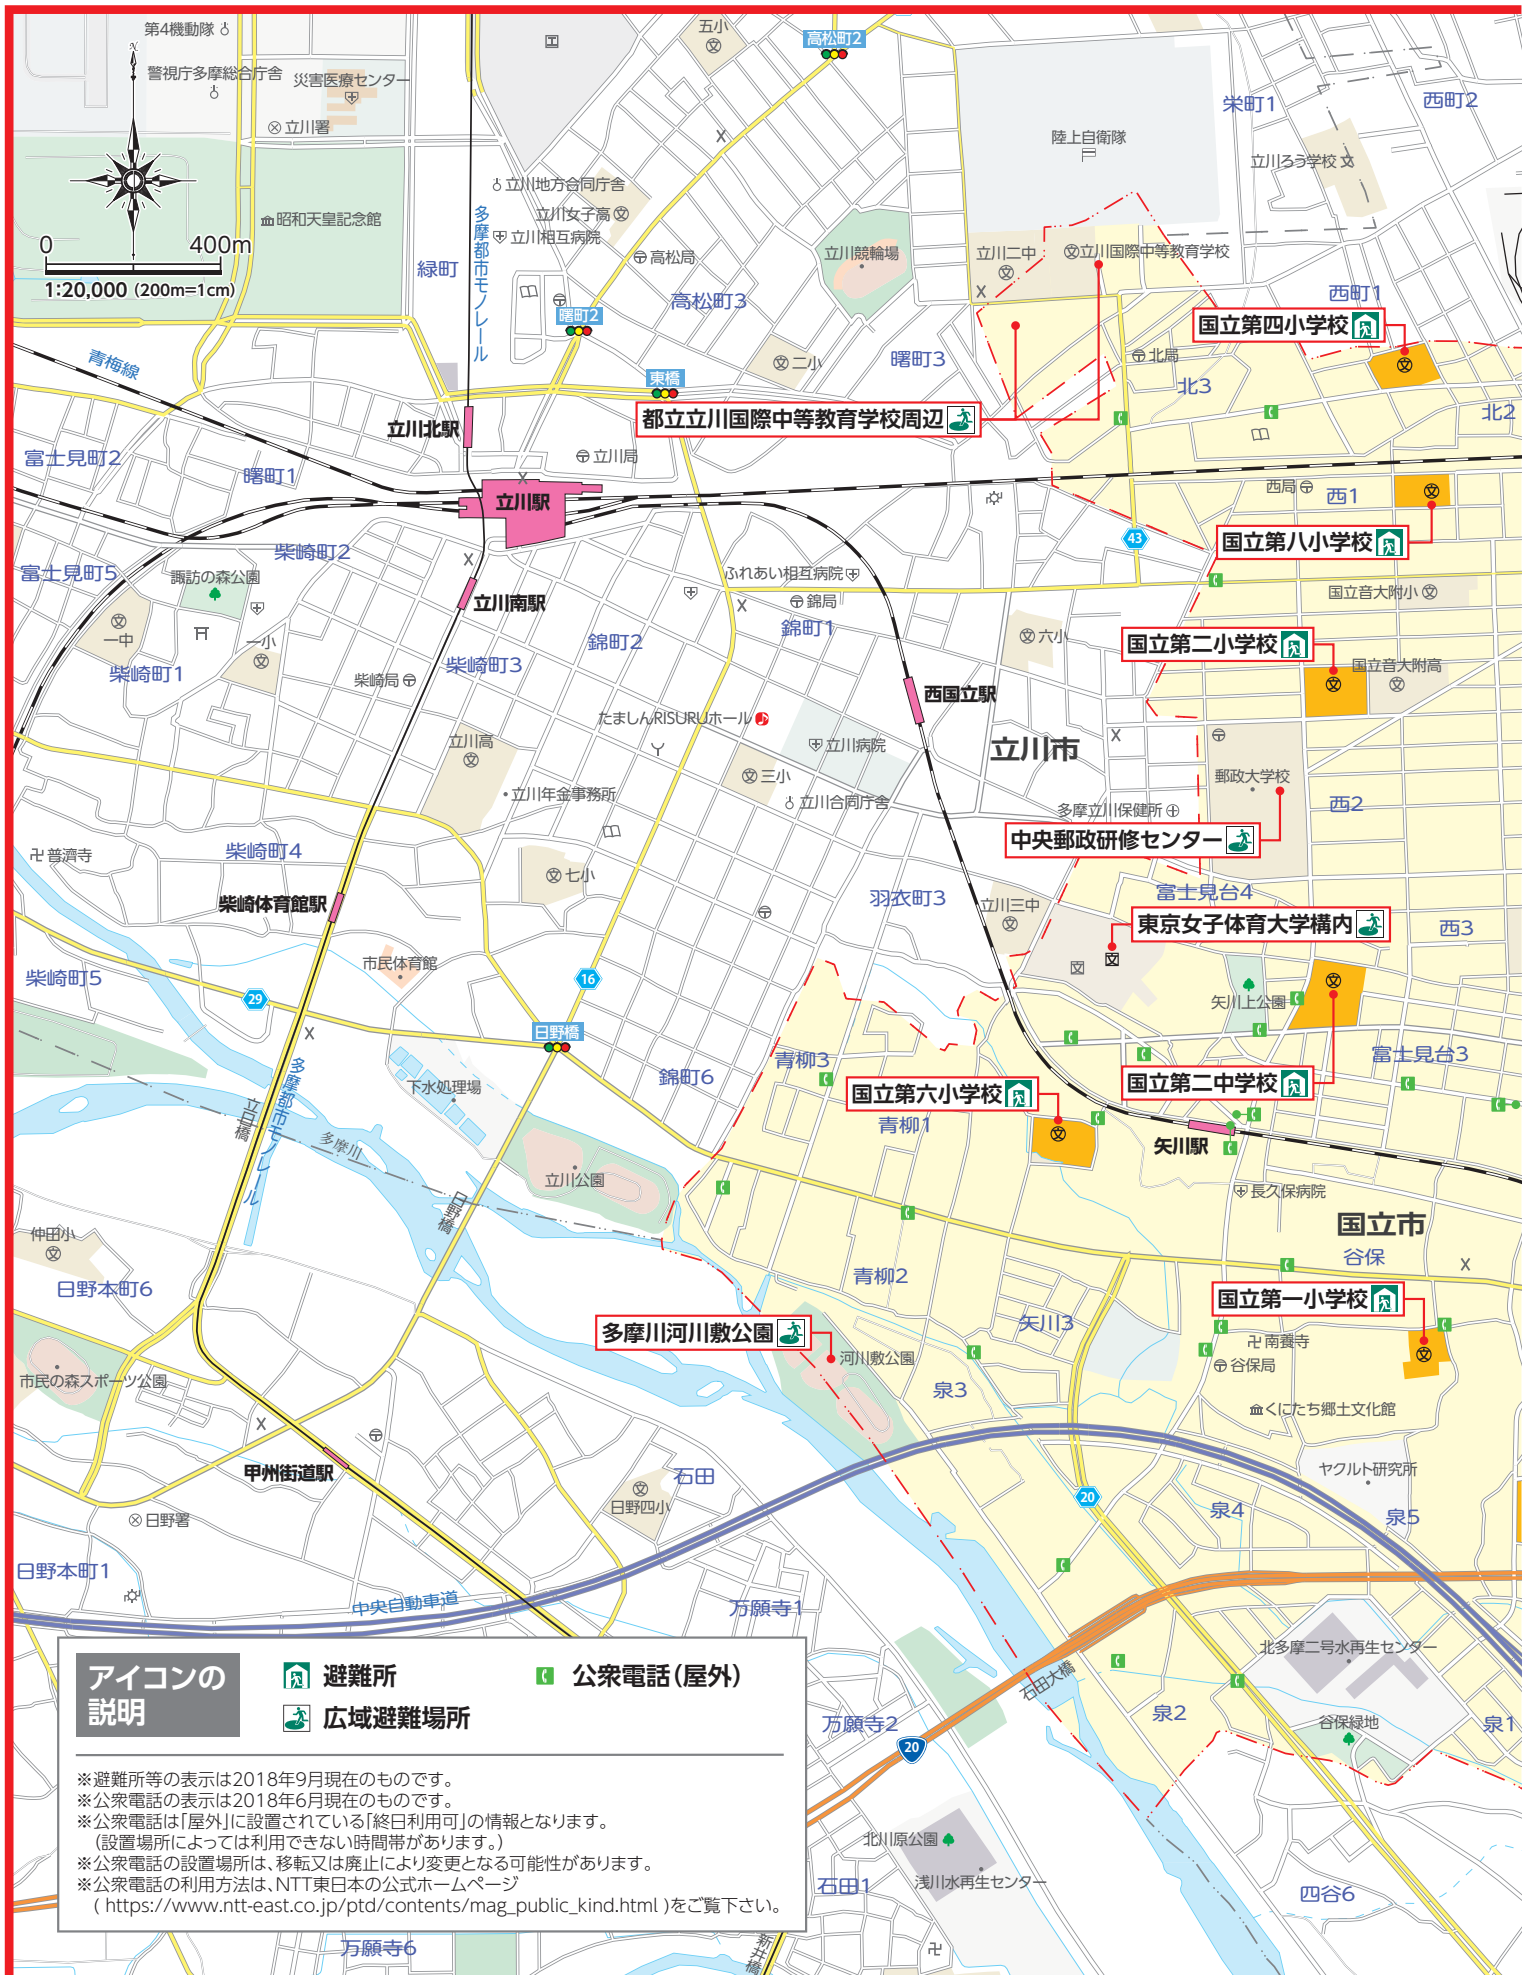 第4機動隊
五小
高松町2
N
警視庁多摩総合庁舎
災害医療センター
栄町1
西町2
立川署
陸上自衛隊
立川ろう学校
立川地方合同庁舎
立川女子高
昭和天皇記念館
多摩都市モノレール
立川相互病院
0 400m
1:20,000 (200m=1cm)
緑町
高松局
立川競輪場
立川二中
立川国際中等教育学校
高松町3
曙町2
西町1
国立第四小学校
青梅線
東橋
二小
曙町3
北局
北3
北2
都立立川国際中等教育学校周辺
立川北駅
富士見町2
曙町1
立川局
立川駅
西局
西1
43
国立第八小学校
柴崎町2
富士見町5
諏訪の森公園
ふれあい相互病院
立川南駅
錦局
錦町1
国立音大附小
一中
一小
錦町2
六小
国立第二小学校
柴崎町1
柴崎町3
国立音大附高
柴崎局
西国立駅
たましんRISURUホール
立川高
立川病院
立川市
三小
郵政大学校
立川年金事務所
立川合同庁舎
多摩立川保健所
西2
普濟寺
柴崎町4
中央郵政研修センター
七小
柴崎体育館駅
羽衣町3
立川三中
富士見台4
東京女子体育大学構内
西3
市民体育館
柴崎町5
16
29
矢川上公園
日野橋
青柳3
富士見台3
下水処理場
錦町6
国立第二中学校
国立第六小学校
多摩都市モノレール
立日橋
多摩川
青柳1
矢川駅
立川公園
日野橋
長久保病院
国立市
仲田小
谷保
日野本町6
青柳2
国立第一小学校
多摩川河川敷公園
矢川3
南養寺
河川敷公園
谷保局
市民の森スポーツ公園
泉3
くにたち郷土文化館
甲州街道駅
石田
ヤクルト研究所
日野四小
20
泉4
泉5
日野署
日野本町1
中央自動車道
万願寺1
北多摩二号水再生センター
石田大橋
アイコンの
説明
避難所
公衆電話(屋外)
広域避難場所
万願寺2
泉2
谷保緑地
泉1
20
※避難所等の表示は2018年9月現在のものです。
※公衆電話の表示は2018年6月現在のものです。
※公衆電話は「屋外」に設置されている「終日利用可」の情報となります。
(設置場所によっては利用できない時間帯があります。)
※公衆電話の設置場所は、移転又は廃止により変更となる可能性があります。
※公衆電話の利用方法は、NTT東日本の公式ホームページ
( https://www.ntt-east.co.jp/ptd/contents/mag_public_kind.html )をご覧下さい。
北川原公園
石田1
浅川水再生センター
四谷6
万願寺6
新井橋